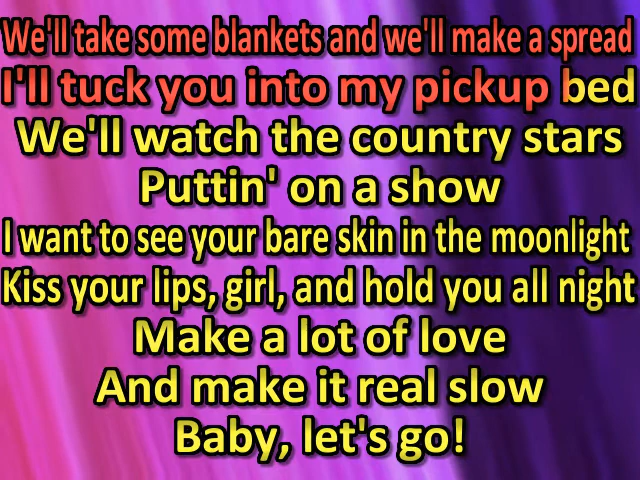 We'll take some blankets and we'll make a spread
I'll tuck you into my pickup bed
We'll watch the country stars
Puttin' on a show
I want to see your bare skin in the moonlight
Kiss your lips, girl, and hold you all night
Make a lot of love
And make it real slow
Baby, let's go!